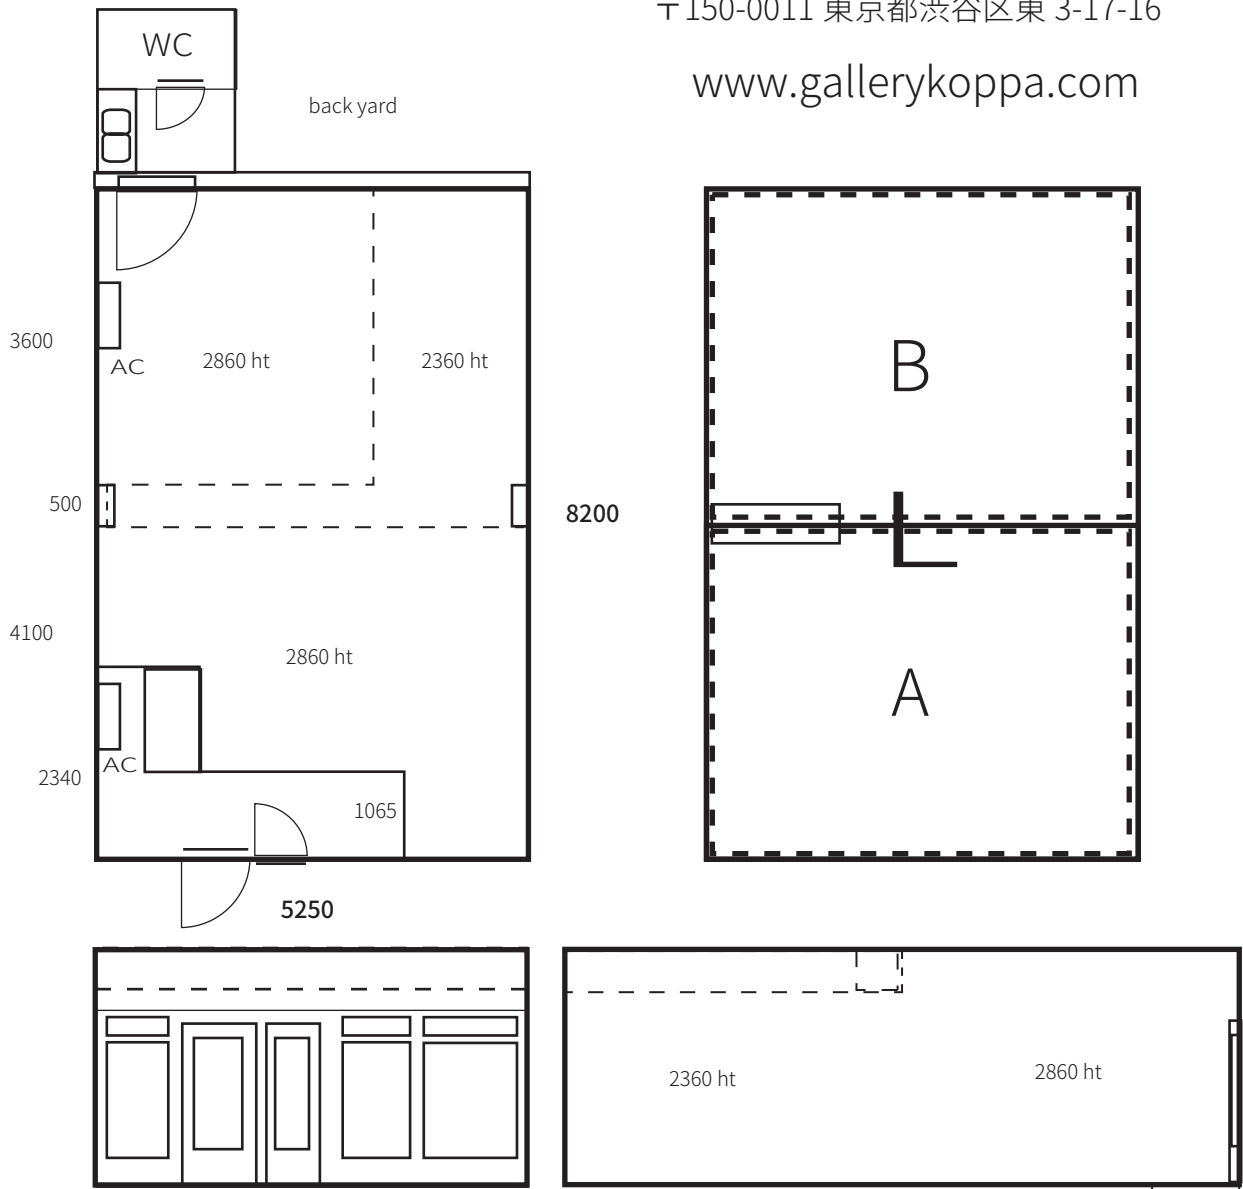 〒150-0011 東京都渋谷区東 3-17-16
www.gallerykoppa.com
WC
back yard
3600
AC
2860 ht
2360 ht
B
500
8200
4100
2860 ht
A
AC
2340
1065
5250
2360 ht
2860 ht